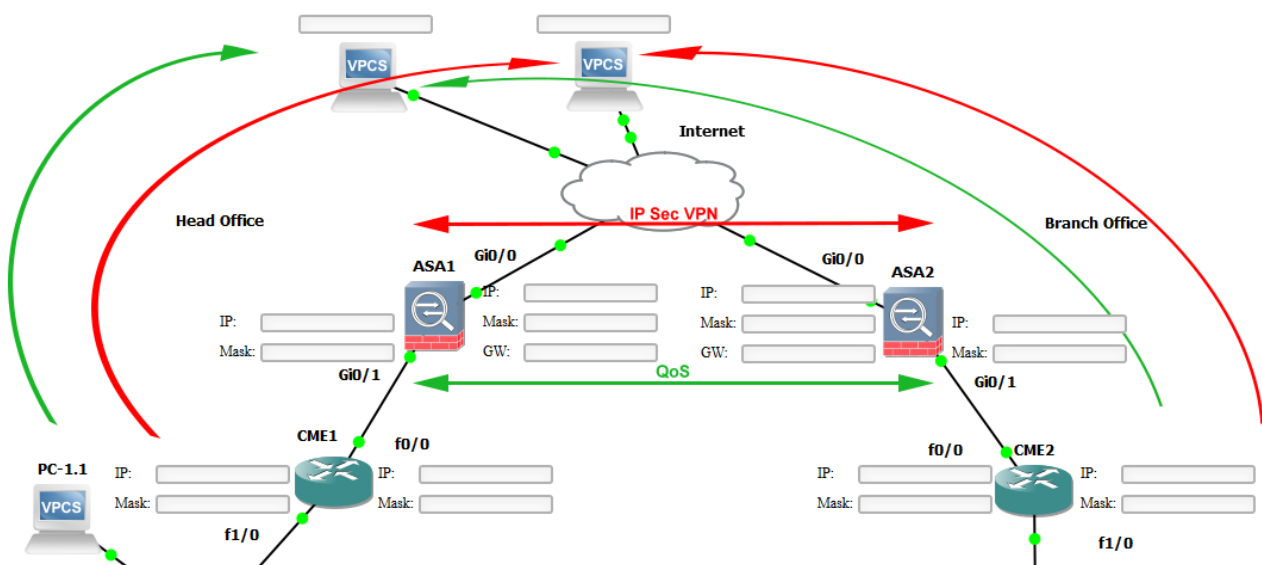 VPCS
VPCS
Internet
Head Office
IP Sec VPN
Branch Office
Gi0/0
Gi0/0
ASA1
ASA2
IP:
IP:
IP:
IP:
Mask:
Mask:
Mask:
Mask:
GW:
GW:
Gi0/1
QoS
Gi0/1
CME1
f0/0
f0/0
CME2
PC-1.1
IP:
IP:
IP:
IP:
VPCS
Mask:
Mask:
Mask:
Mask:
f1/0
f1/0